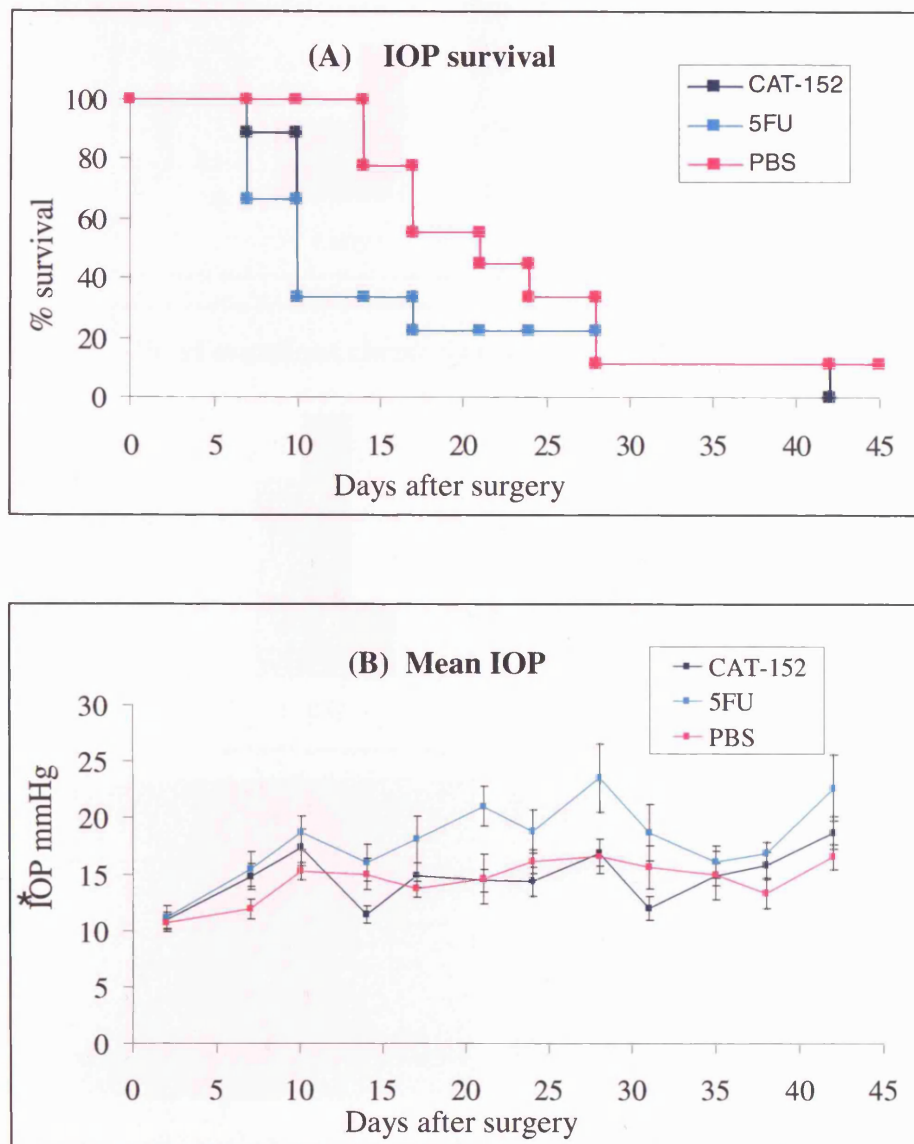 (A) IOP survival
CAT-152
5FU
PBS
% survival
100
80
60
40
20
0
0 5 10 15 20 25 30 35 40 45
Days after surgery
(B) Mean IOP
CAT-152
5FU
PBS
IOP mmHg
*
30
25
20
15
10
5
0
0 5 10 15 20 25 30 35 40 45
Days after surgery